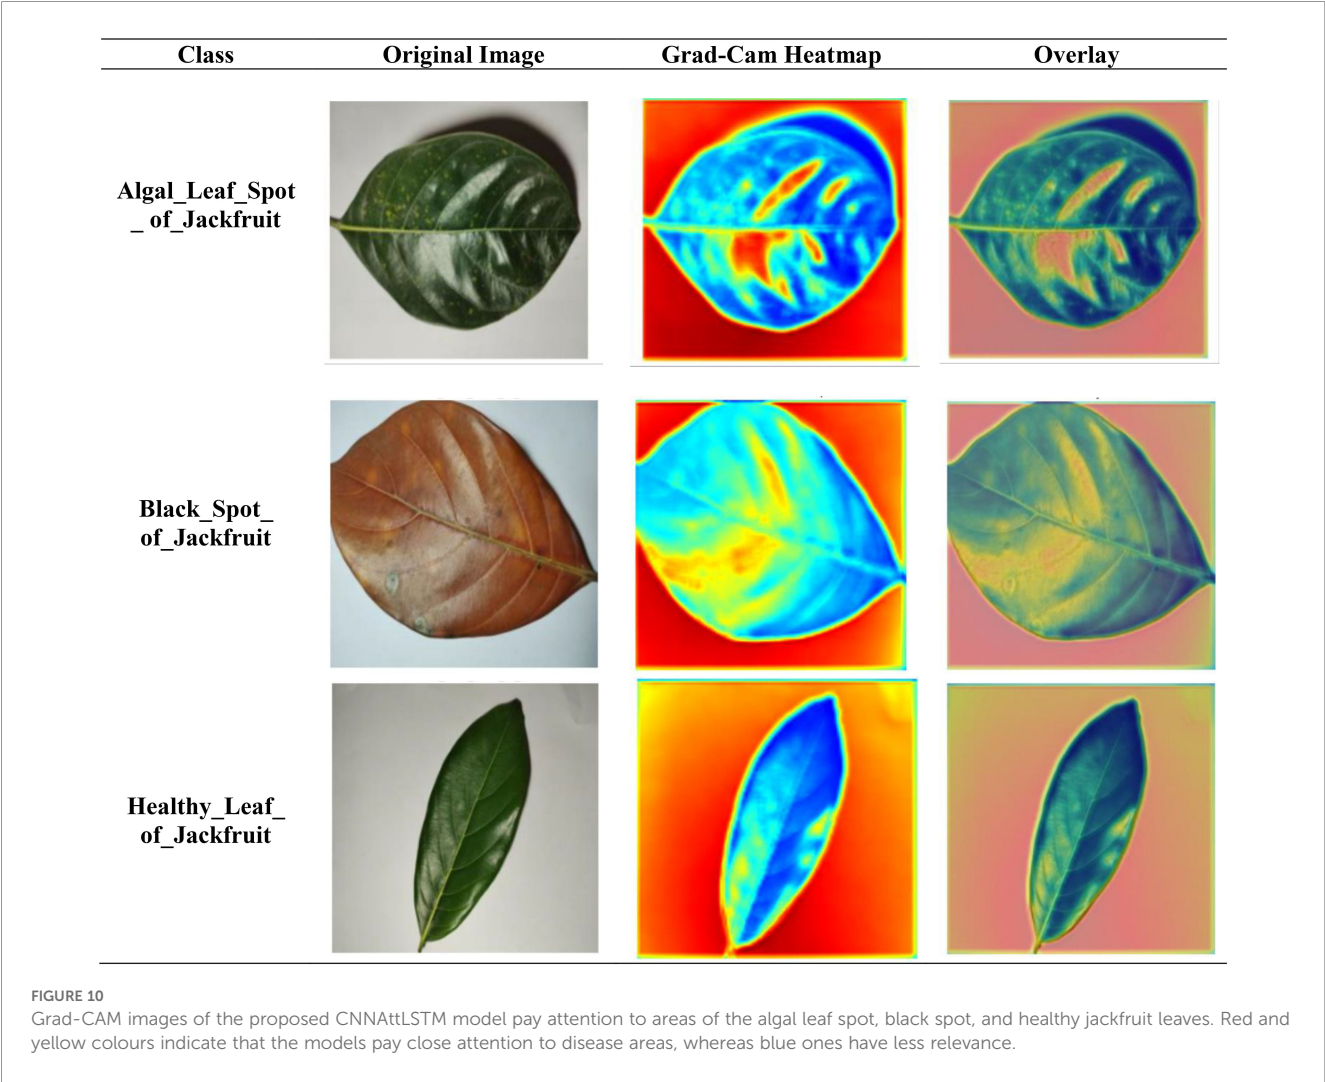 Class Original Image Grad-Cam Heatmap Overlay
Algal_Leaf_Spot
_ of_Jackfruit
Black_Spot_
of_Jackfruit
Healthy_Leaf_
of_Jackfruit
FIGURE 10
Grad-CAM images of the proposed CNNAttLSTM model pay attention to areas of the algal leaf spot, black spot, and healthy jackfruit leaves. Red and
yellow colours indicate that the models pay close attention to disease areas, whereas blue ones have less relevance.